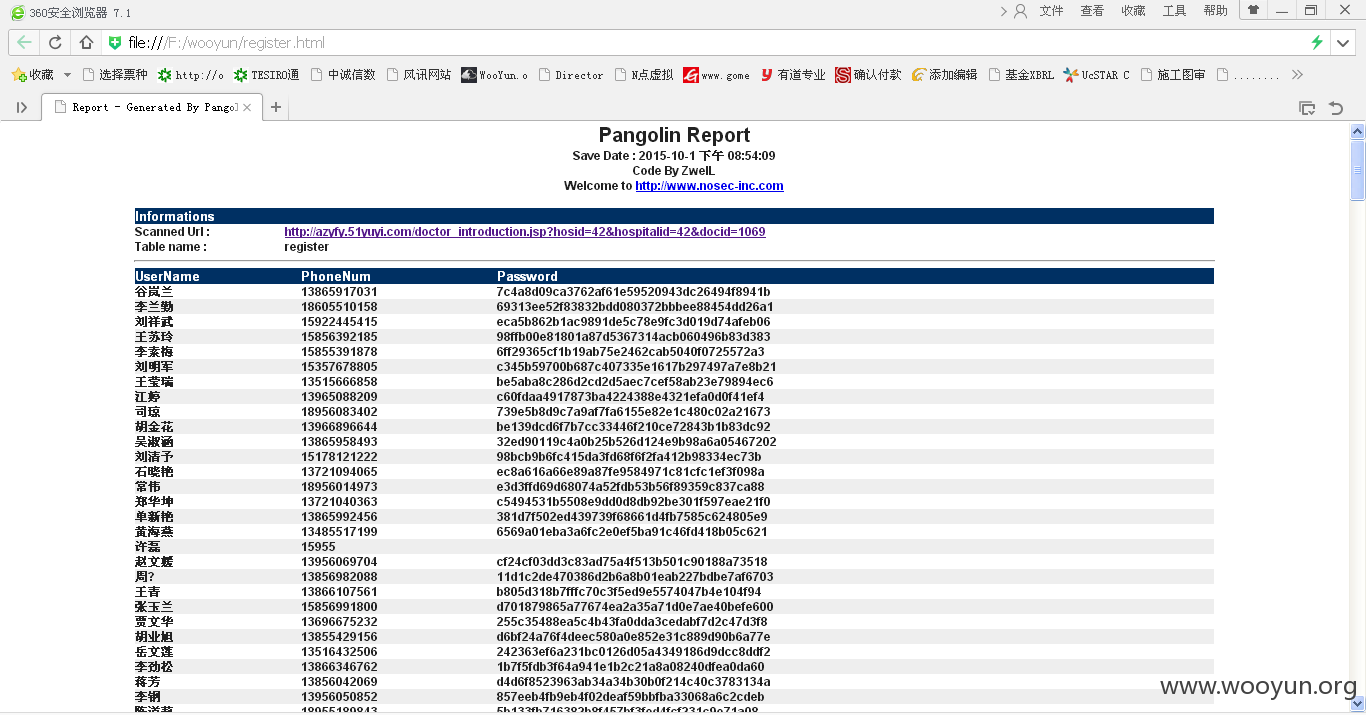 360安全浏览器 7.1
文件 查看 收藏 工具 帮助
file:///F:/wooyun/register.html
收藏 选择票种 http://o TESIRO通 中诚信数 风讯网站 WooYun.o Director N点虚拟 www.gome 有道专业 确认付款 添加编辑 基金XBRL UcSTAR C 施工图审 ........
Report - Generated By Pangol
Pangolin Report
Save Date : 2015-10-1 下午 08:54:09
Code By ZwelL
Welcome to http://www.nosec-inc.com
Informations
Scanned Url : http://azyfy.51yuyi.com/doctor_introduction.jsp?hosid=42&hospitalid=42&docid=1069
Table name : register
UserName PhoneNum Password
谷岚兰 13865917031 7c4a8d09ca3762af61e59520943dc26494f8941b
李兰勤 18605510158 69313ee52f83832bdd080372bbbee88454dd26a1
刘祥武 15922445415 eca5b862b1ac9891de5c78e9fc3d019d74afeb06
王苏玲 15856392185 98ffb00e81801a87d5367314acb060496b83d383
李素梅 15855391878 6ff29365cf1b19ab75e2462cab5040f0725572a3
刘明军 15357678805 c345b59700b687c407335e1617b297497a7e8b21
王莹瑞 13515666858 be5aba8c286d2cd2d5aec7cef58ab23e79894ec6
江婷 13965088209 c60fdaa4917873ba4224388e4321efa0d0f41ef4
司琼 18956083402 739e5b8d9c7a9af7fa6155e82e1c480c02a21673
胡金花 13966896644 be139dcd6f7b7cc33446f210ce72843b1b83dc92
吴淑涵 13865958493 32ed90119c4a0b25b526d124e9b98a6a05467202
刘清予 15178121222 98bcb9b6fc415da3fd68f6f2fa412b98334ec73b
石晓艳 13721094065 ec8a616a66e89a87fe9584971c81cfc1ef3f098a
常伟 18956014973 e3d3ffd69d68074a52fdb53b56f89359c837ca88
郑华坤 13721040363 c5494531b5508e9dd0d8db92be301f597eae21f0
单新艳 13865992456 381d7f502ed439739f68661d4fb7585c624805e9
黄海燕 13485517199 6569a01eba3a6fc2e0ef5ba91c46fd418b05c621
许磊 15955
赵文媛 13956069704 cf24cf03dd3c83ad75a4f513b501c90188a73518
周? 13856982088 11d1c2de470386d2b6a8b01eab227bdbe7af6703
王青 13866107561 b805d318b7fffc70c3f5ed9e5574047b4e104f94
张玉兰 15856991800 d701879865a77674ea2a35a71d0e7ae40befe600
贾文华 13696675232 255c35488ea5c4b43fa0dda3cedabf7d2c47d3f8
胡业旭 13855429156 d6bf24a76f4deec580a0e852e31c889d90b6a77e
岳文莲 13516432506 242363ef6a231bc0126d05a4349186d9dcc8ddf2
李劲松 13866346762 1b7f5fdb3f64a941e1b2c21a8a08240dfea0da60
蒋芳 13856042069 d4d6f8523963ab34a34b30b0f214c40c3783134a
李钢 13956050852 857eeb4fb9eb4f02deaf59bbfba33068a6c2cdeb
www.wooyun.org